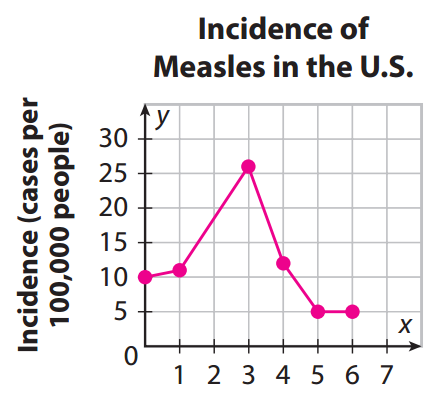 Incidence of
Measles in the U.S.
Incidence (cases per
100,000 people)
y
30
25
20
15
10
5
0
x
1 2 3 4 5 6 7